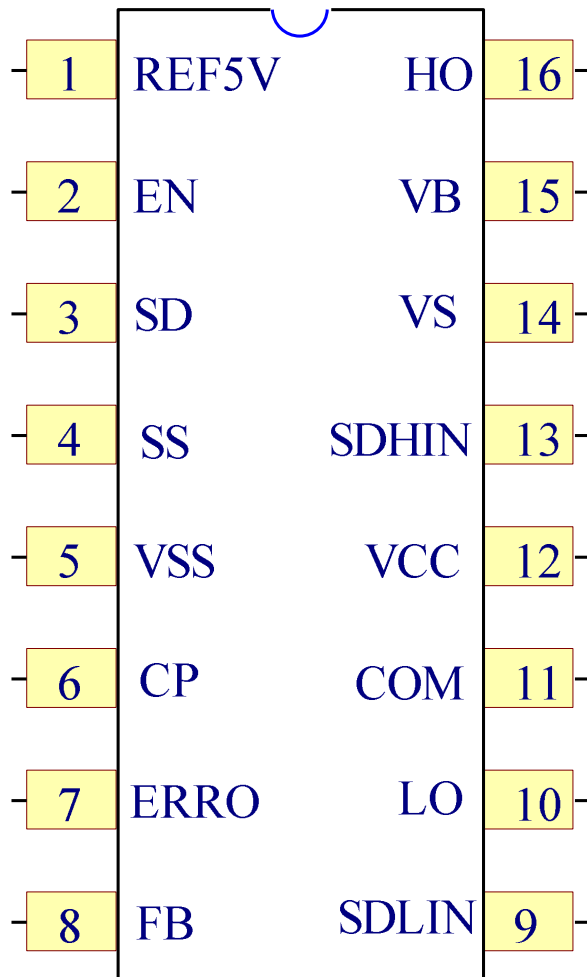 1 REF5V HO 16
2 EN VB 15
3 SD VS 14
4 SS SDHIN 13
5 VSS VCC 12
6 CP COM 11
7 ERRO LO 10
8 FB SDLIN 9